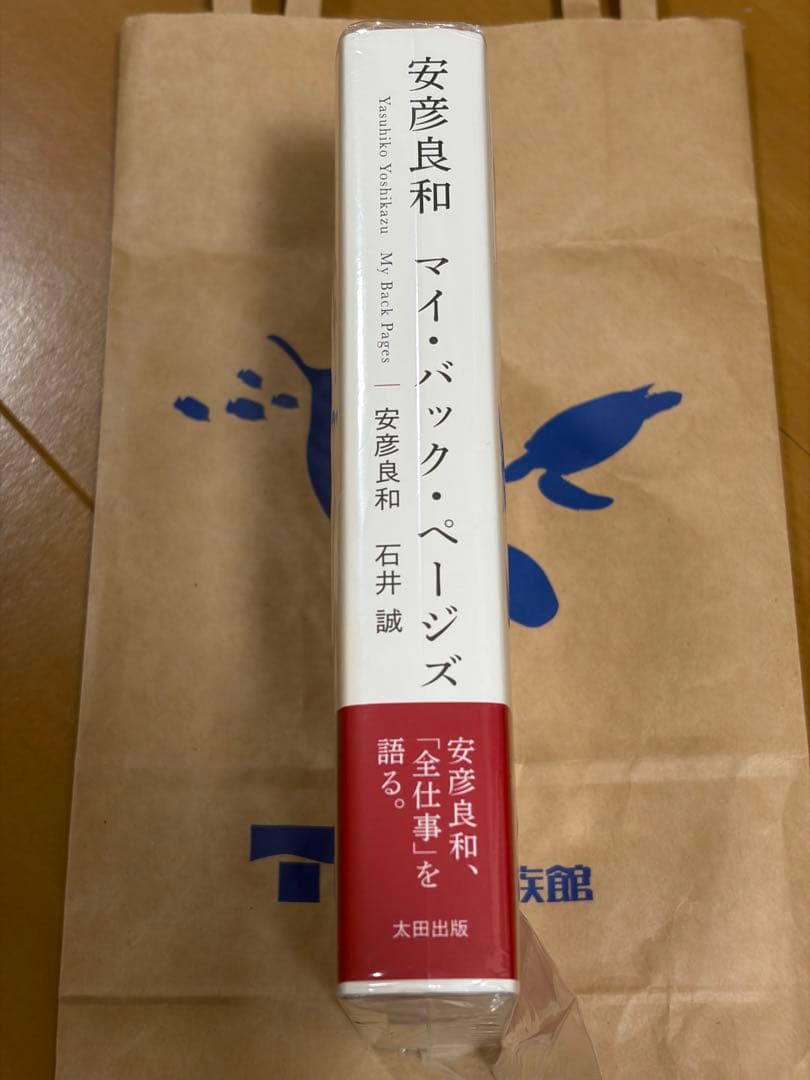 安彦良和 マイ・バック・ページズ
Yasuhiko Yoshikazu My Back Pages
安彦良和 石井 誠
安彦良和、
「全仕事」を
語る。
太田出版
族館